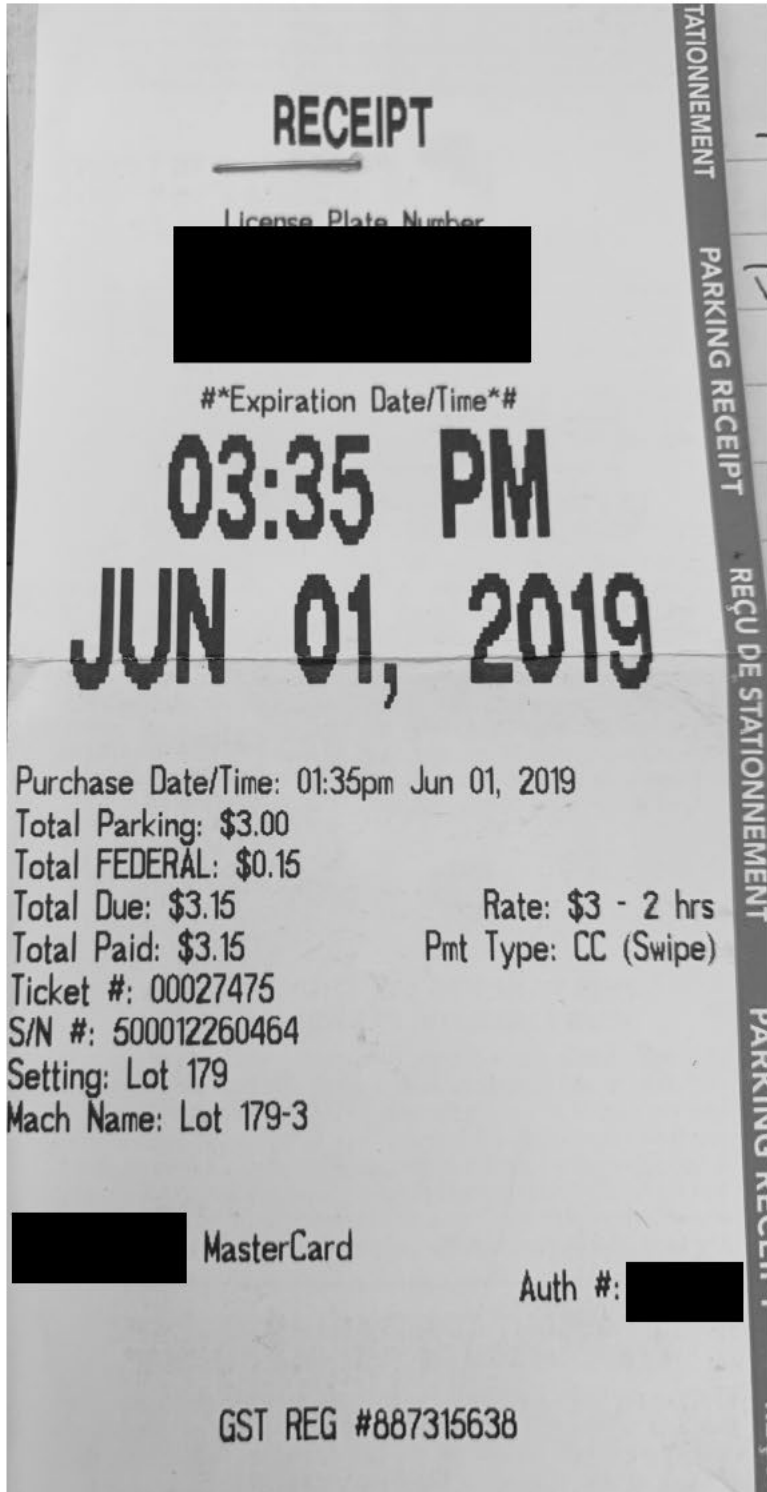 RECEIPT
License Plate Number
#*Expiration Date/Time*#
03:35 PM
JUN 01, 2019
Purchase Date/Time: 01:35pm Jun 01, 2019
Total Parking: $3.00
Total FEDERAL: $0.15
Total Due: $3.15
Rate: $3 - 2 hrs
Total Paid: $3.15
Pmt Type: CC (Swipe)
Ticket #: 00027475
S/N #: 500012260464
Setting: Lot 179
Mach Name: Lot 179-3
MasterCard
Auth #:
GST REG #887315638
TATIONNEMENT
PARKING RECEIPT
REÇU DE STATIONNEMENT
PARKING RECEIPT